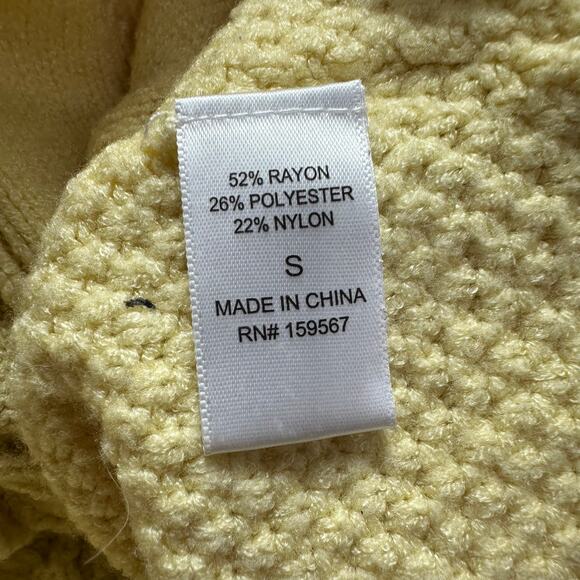 52% RAYON
26% POLYESTER
22% NYLON
S
MADE IN CHINA
RN# 159567